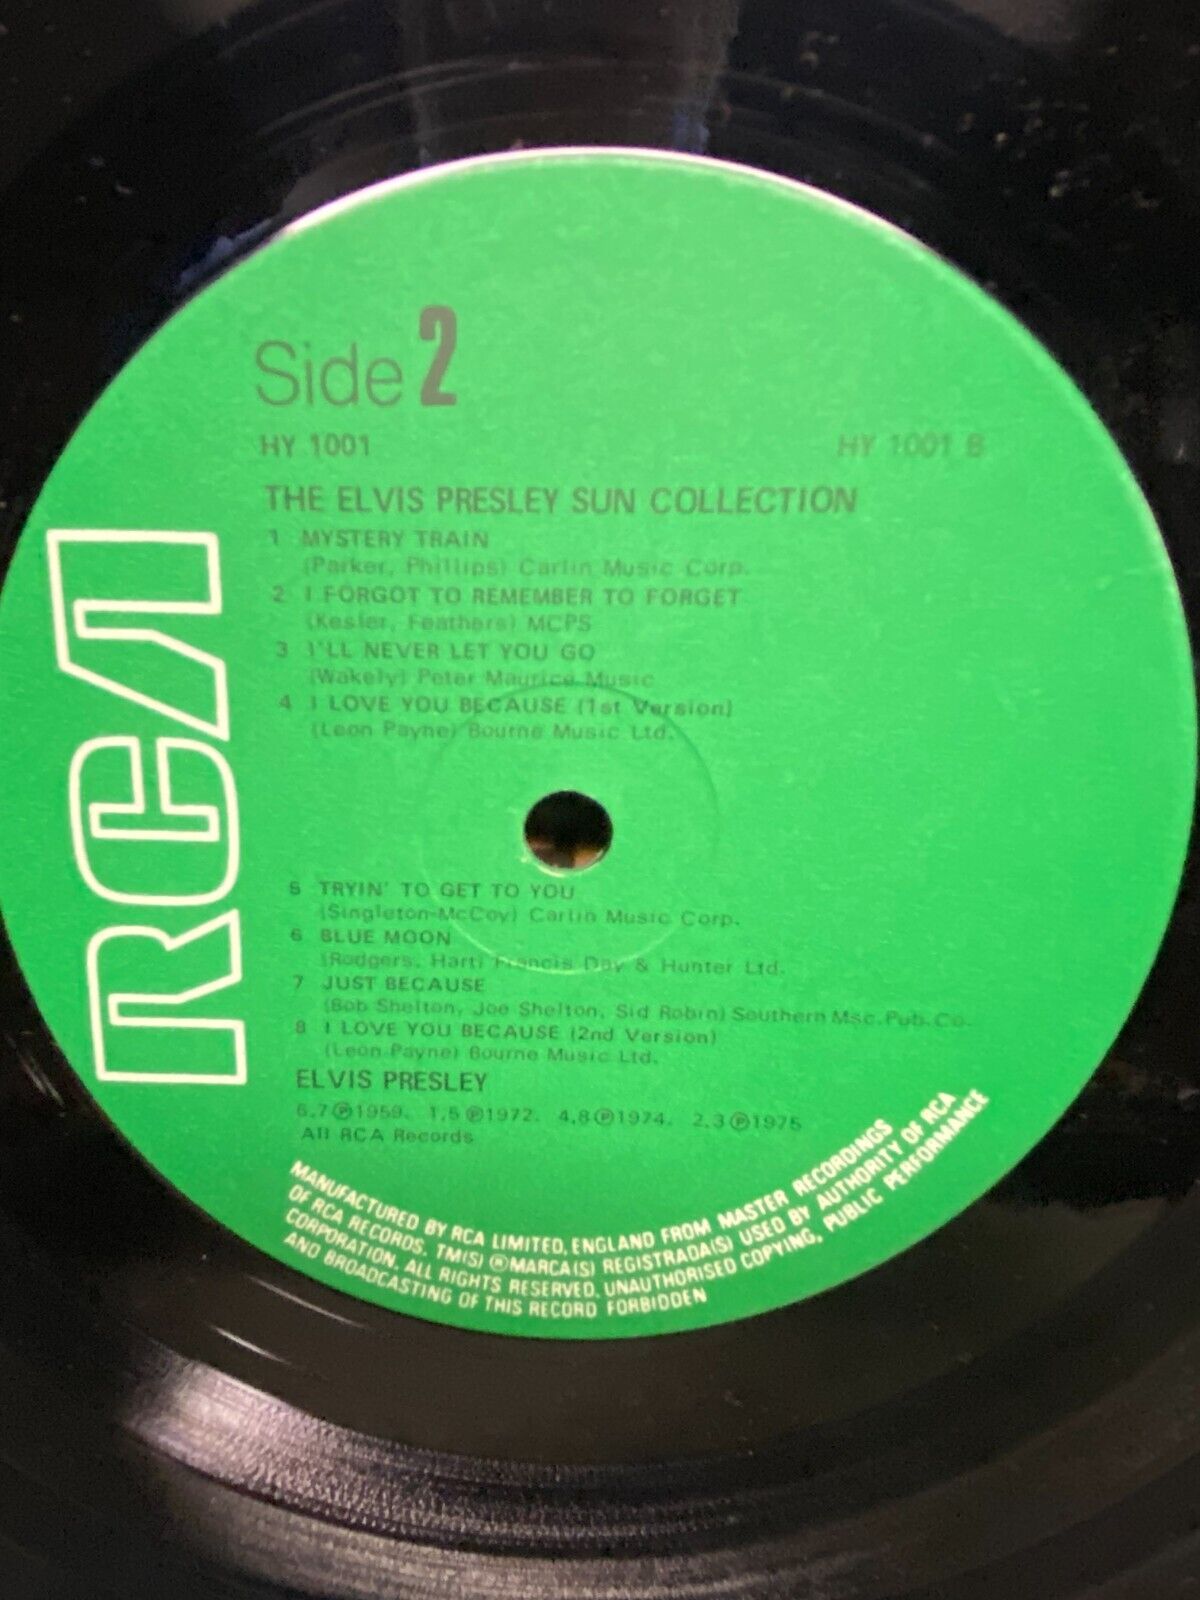 Side 2
HY 1001 HY 1001 B
THE ELVIS PRESLEY SUN COLLECTION
1 MYSTERY TRAIN
(Parker, Phillips) Carlin Music Corp.
2 I FORGOT TO REMEMBER TO FORGET
(Kesler, Feathers) MCPS
3 I'LL NEVER LET YOU GO
(Wakely) Peter Maurice Music
4 I LOVE YOU BECAUSE (1st Version)
(Leon Payne) Bourne Music Ltd.
5 TRYIN' TO GET TO YOU
(Singleton-McCoy) Carlin Music Corp.
6 BLUE MOON
(Rodgers, Hart) Francis Day & Hunter Ltd.
7 JUST BECAUSE
(Bob Shelton, Joe Shelton, Sid Robin) Southern Msc.Pub.Co.
8 I LOVE YOU BECAUSE (2nd Version)
(Leon Payne) Bourne Music Ltd.
ELVIS PRESLEY
6,7 ℗1959. 1,5 ℗1972. 4,8 ℗1974. 2,3 ℗1975
All RCA Records
RCA
MANUFACTURED BY RCA LIMITED, ENGLAND FROM MASTER RECORDINGS
OF RCA RECORDS. TM(S) ® MARCA(S) REGISTRADA(S) USED BY AUTHORITY OF RCA
CORPORATION. ALL RIGHTS RESERVED. UNAUTHORISED COPYING, PUBLIC PERFORMANCE
AND BROADCASTING OF THIS RECORD FORBIDDEN